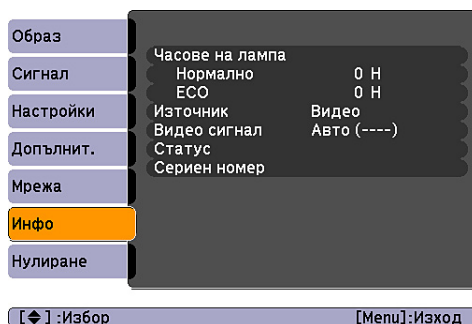 Образ
Сигнал
Настройки
Допълнит.
Мрежа
Инфо
Нулиране
Часове на лампа
Нормално 0 H
ECO 0 H
Източник Видео
Видео сигнал Авто (----)
Статус
Сериен номер
[◆] :Избор [Menu]:Изход